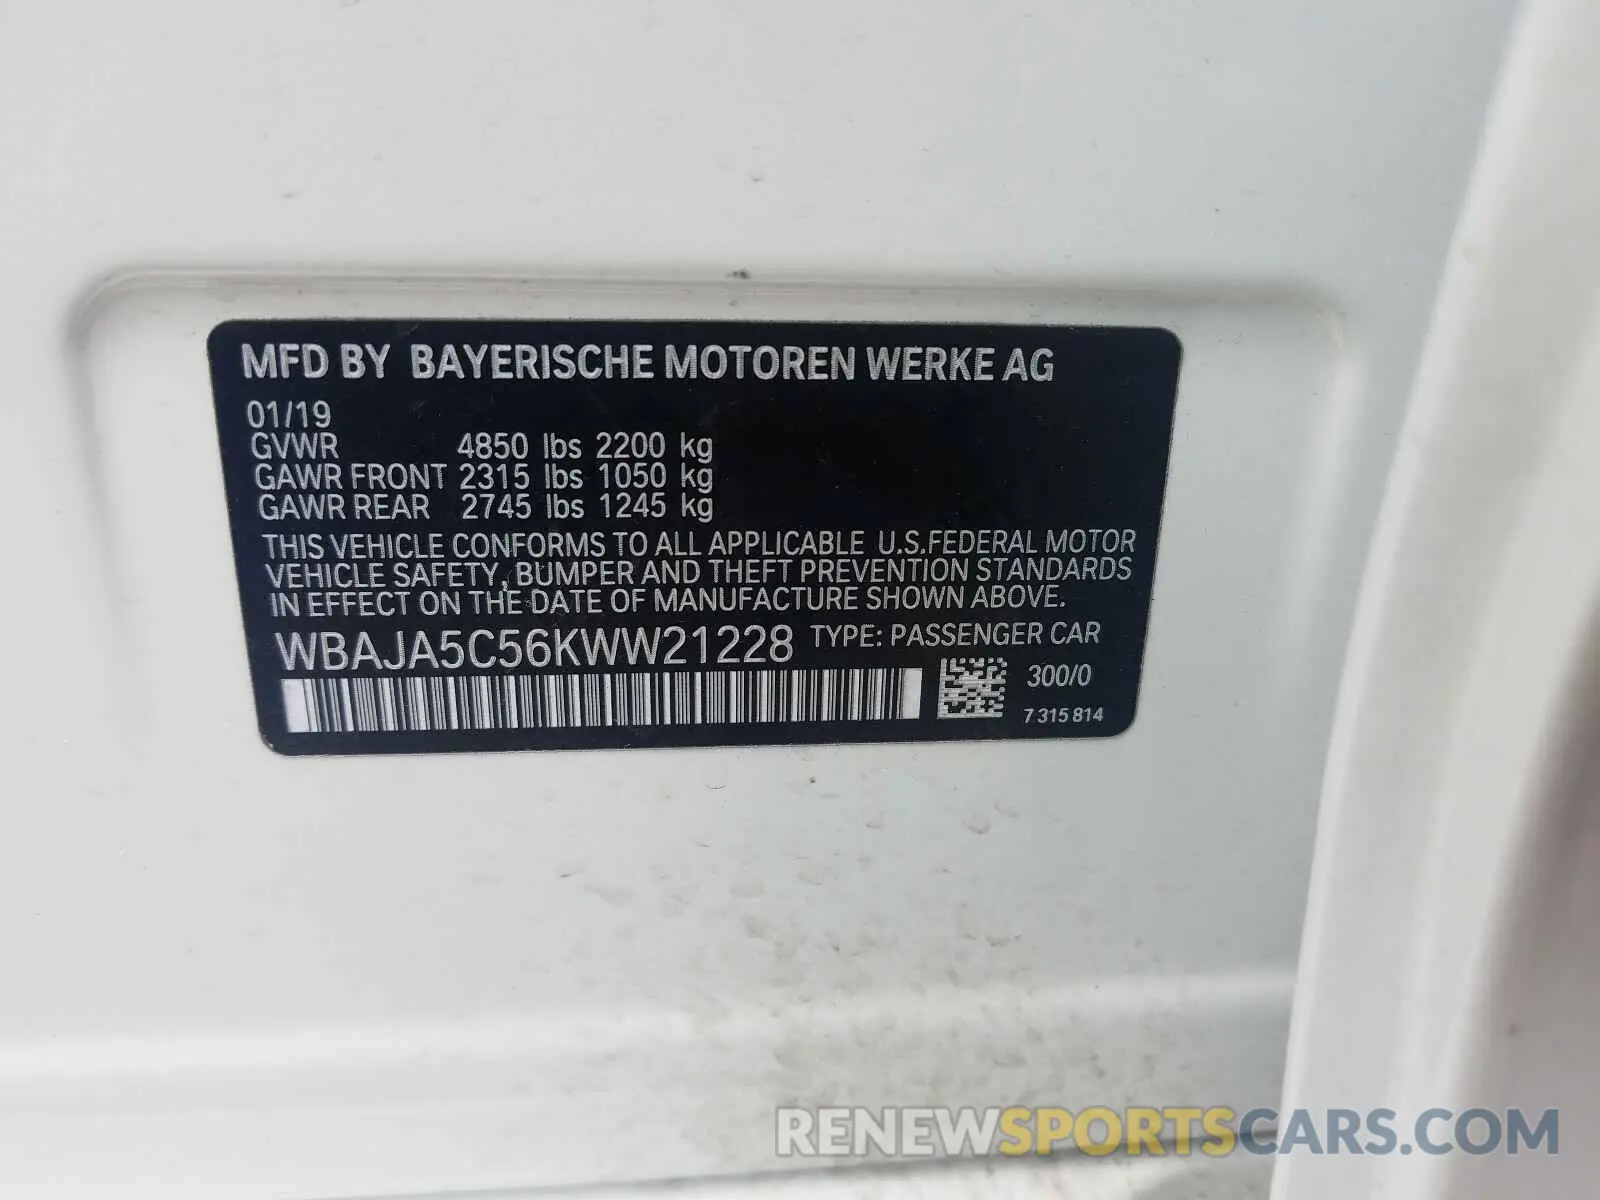 MFD BY BAYERISCHE MOTOREN WERKE AG
01/19
GVWR 4850 lbs 2200 kg
GAWR FRONT 2315 lbs 1050 kg
GAWR REAR 2745 lbs 1245 kg
THIS VEHICLE CONFORMS TO ALL APPLICABLE U.S.FEDERAL MOTOR
VEHICLE SAFETY, BUMPER AND THEFT PREVENTION STANDARDS
IN EFFECT ON THE DATE OF MANUFACTURE SHOWN ABOVE.
WBAJA5C56KWW21228 TYPE: PASSENGER CAR
300/0
7 315 814
RENEWSPORTSCARS.COM